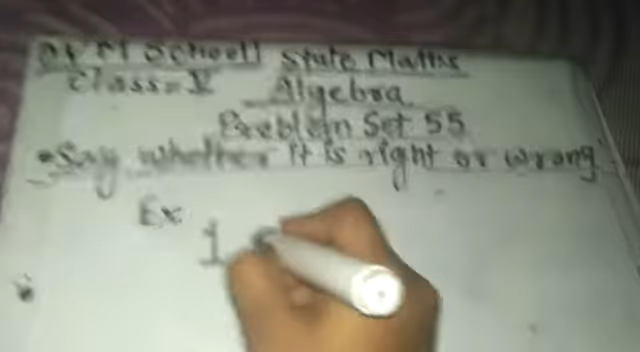 School State Maths
Class=V Algebra
Problem Set 55
•Say whether it is right or wrong
Ex
1